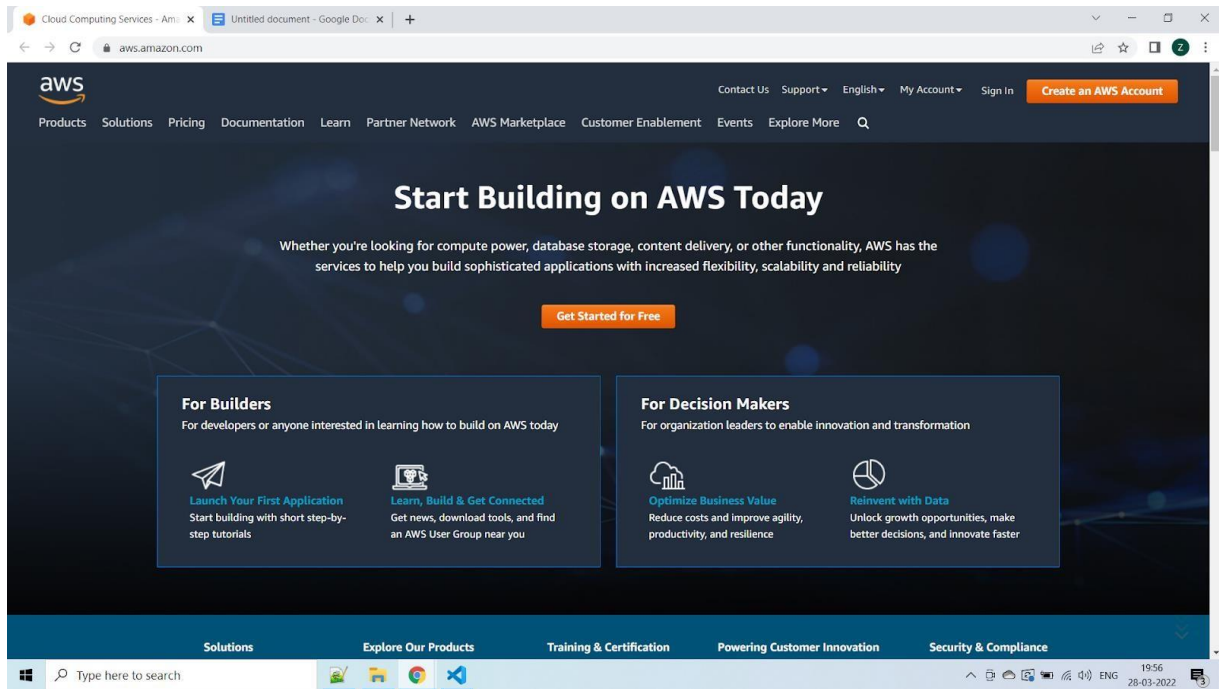 Cloud Computing Services - Am
Untitled document - Google Doc
aws.amazon.com
Z
aws
Contact Us Support English My Account Sign In Create an AWS Account
Products Solutions Pricing Documentation Learn Partner Network AWS Marketplace Customer Enablement Events Explore More
Start Building on AWS Today
Whether you're looking for compute power, database storage, content delivery, or other functionality, AWS has the
services to help you build sophisticated applications with increased flexibility, scalability and reliability
Get Started for Free
For Builders
For developers or anyone interested in learning how to build on AWS today
Launch Your First Application
Start building with short step-by-
step tutorials
Learn, Build & Get Connected
Get news, download tools, and find
an AWS User Group near you
For Decision Makers
For organization leaders to enable innovation and transformation
Optimize Business Value
Reduce costs and improve agility,
productivity, and resilience
Reinvent with Data
Unlock growth opportunities, make
better decisions, and innovate faster
Solutions Explore Our Products Training & Certification Powering Customer Innovation Security & Compliance
Type here to search
ENG
19:56
28-03-2022
3